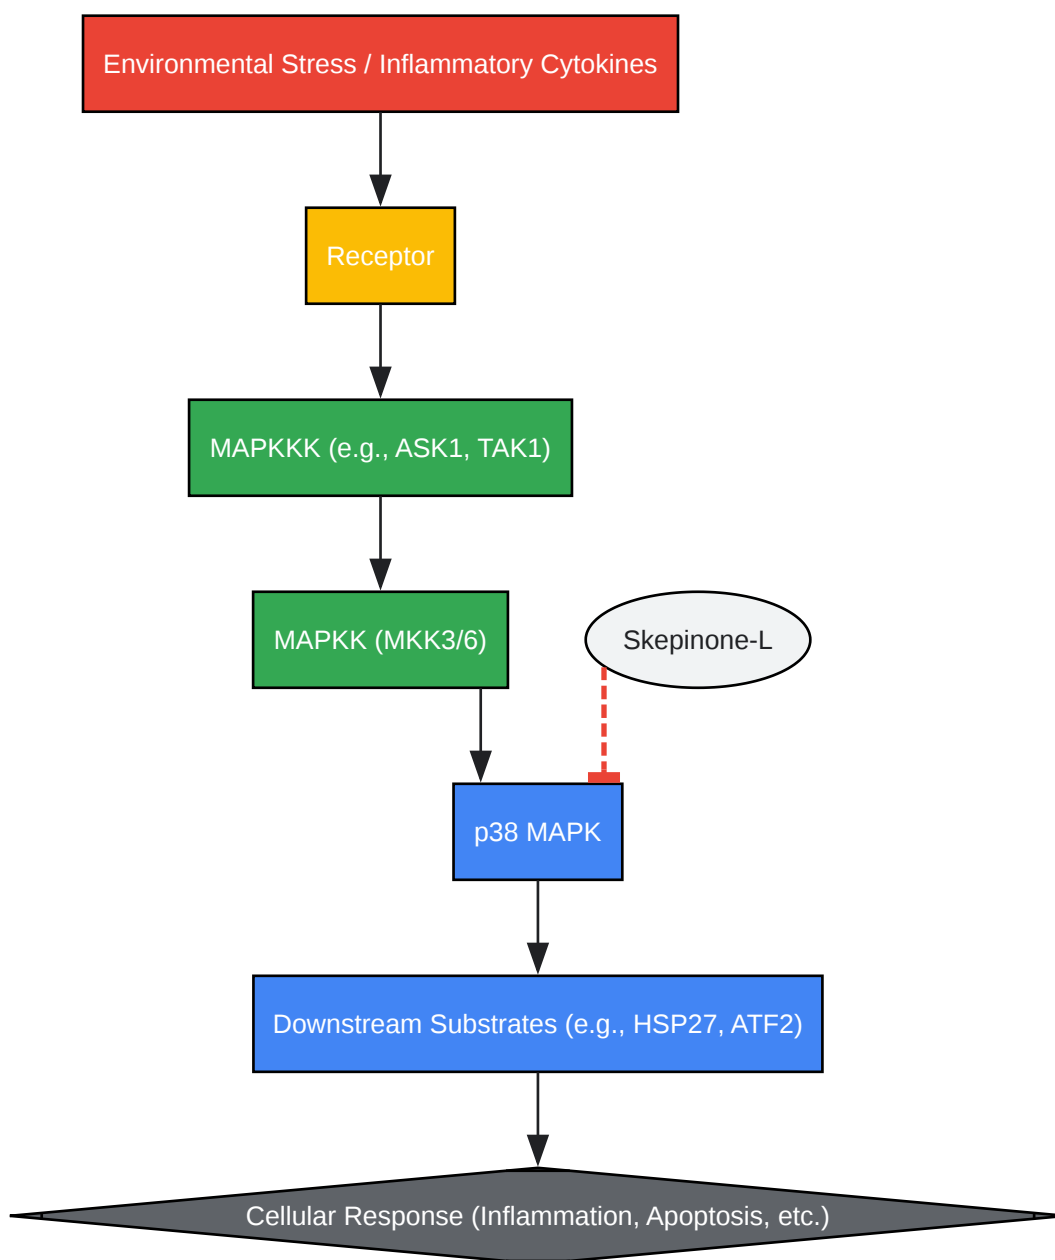 Environmental Stress / Inflammatory Cytokines
Receptor
MAPKKK (e.g., ASK1, TAK1)
MAPKK (MKK3/6)
Skepinone-L
p38 MAPK
Downstream Substrates (e.g., HSP27, ATF2)
Cellular Response (Inflammation, Apoptosis, etc.)